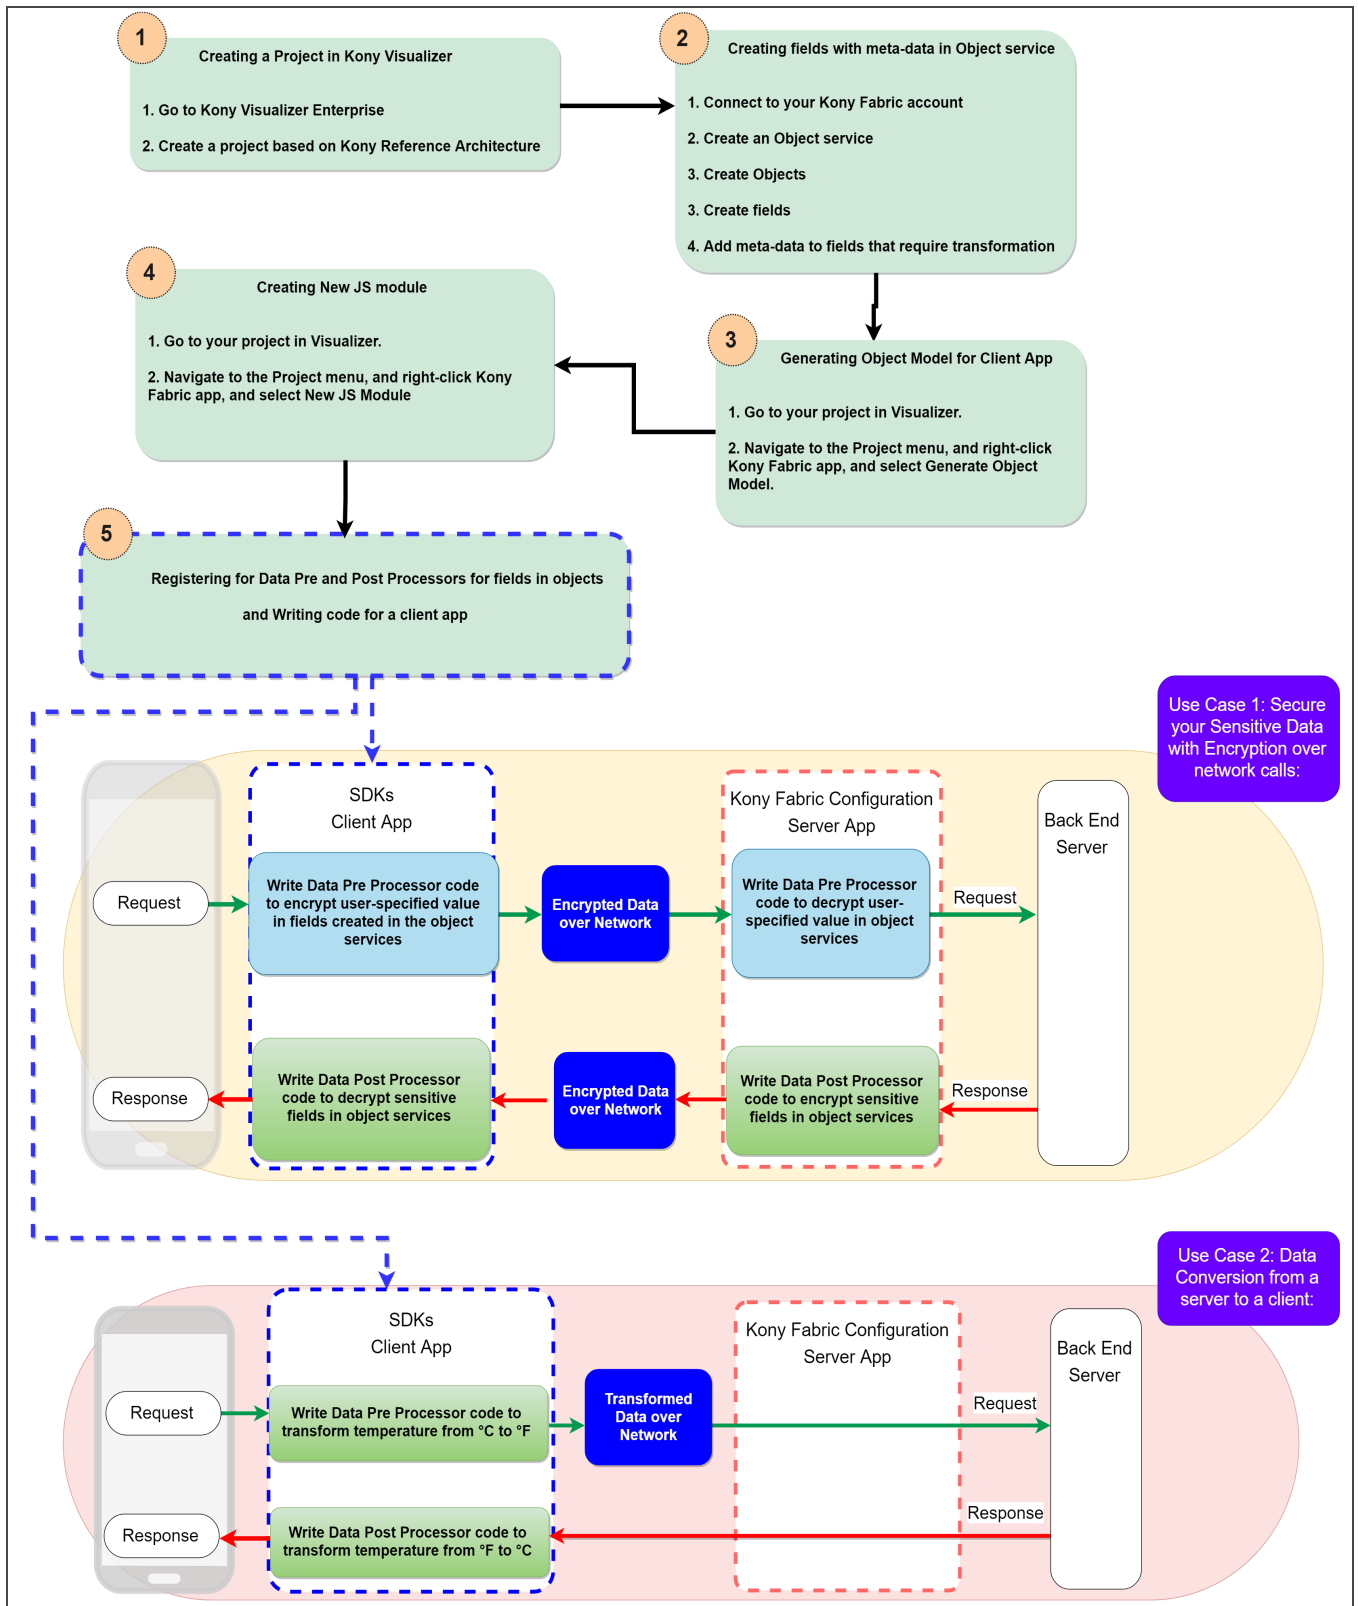 1
Creating a Project in Kony Visualizer
1. Go to Kony Visualizer Enterprise
2. Create a project based on Kony Reference Architecture
2
Creating fields with meta-data in Object service
1. Connect to your Kony Fabric account
2. Create an Object service
3. Create Objects
3. Create fields
4. Add meta-data to fields that require transformation
3
Generating Object Model for Client App
1. Go to your project in Visualizer.
2. Navigate to the Project menu, and right-click
Kony Fabric app, and select Generate Object
Model.
4
Creating New JS module
1. Go to your project in Visualizer.
2. Navigate to the Project menu, and right-click Kony
Fabric app, and select New JS Module
5
Registering for Data Pre and Post Processors for fields in objects
and Writing code for a client app
Use Case 1: Secure
your Sensitive Data
with Encryption over
network calls:
SDKs
Client App
Kony Fabric Configuration
Server App
Back End
Server
Request
Write Data Pre Processor code
to encrypt user-specified value
in fields created in the object
services
Encrypted Data
over Network
Write Data Pre Processor
code to decrypt user-
specified value in object
services
Request
Response
Write Data Post Processor
code to decrypt sensitive
fields in object services
Encrypted Data
over Network
Write Data Post Processor
code to encrypt sensitive
fields in object services
Response
Use Case 2: Data
Conversion from a
server to a client:
SDKs
Client App
Kony Fabric Configuration
Server App
Back End
Server
Request
Write Data Pre Processor code to
transform temperature from °C to °F
Transformed
Data over
Network
Request
Response
Write Data Post Processor code to
transform temperature from °F to °C
Response